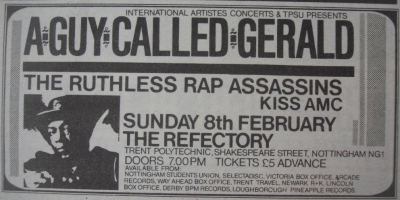 INTERNATIONAL ARTISTES CONCERTS & TPSU PRESENTS
A·GUY·CALLED·GERALD
THE RUTHLESS RAP ASSASSINS
KISS AMC
SUNDAY 8th FEBRUARY
THE REFECTORY
TRENT POLYTECHNIC, SHAKESPEARE STREET, NOTTINGHAM NG1
DOORS 7.00PM TICKETS £5 ADVANCE
AVAILABLE FROM:
NOTTINGHAM STUDENTS UNION, SELECTADISC, VICTORIA BOX OFFICE, ARCADE
RECORDS, WAY AHEAD BOX OFFICE, TRENT TRAVEL, NEWARK R+K, LINCOLN
BOX OFFICE, DERBY BPM RECORDS, LOUGHBOROUGH PINEAPPLE RECORDS